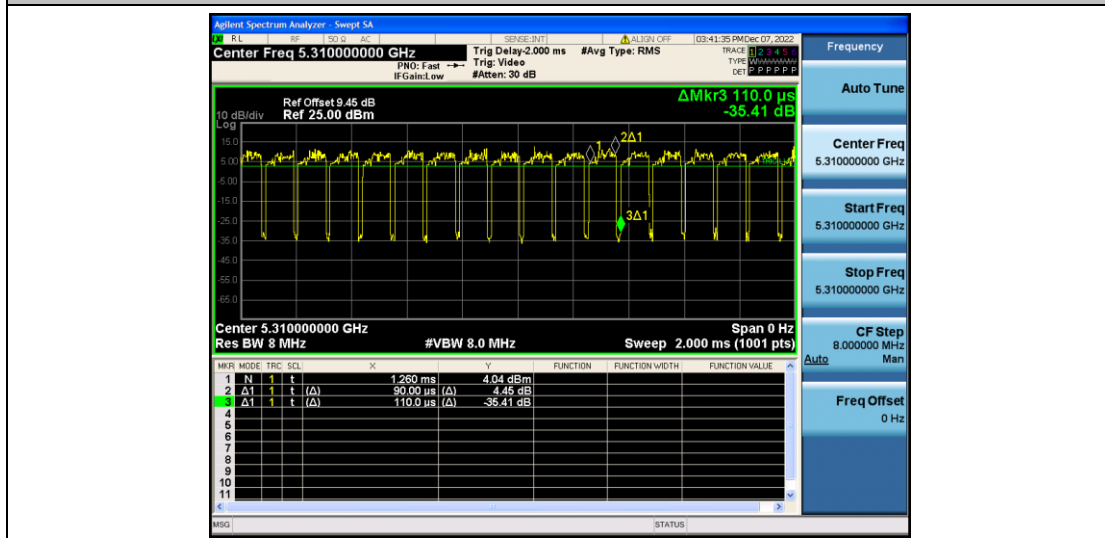 Agilent Spectrum Analyzer - Swept SA
RL RF 50 Ω AC SENSE:INT ALIGN OFF 03:41:35 PM Dec 07, 2022
Center Freq 5.310000000 GHz
PNO: Fast
IFGain:Low
Trig Delay-2.000 ms
Trig: Video
#Atten: 30 dB
#Avg Type: RMS
TRACE 1 2 3 4 5 6
TYPE
DET P P P P P P
ΔMkr3 110.0 µs
-35.41 dB
Ref Offset 9.45 dB
10 dB/div Ref 25.00 dBm
Log
15.0
5.00
-5.00
-15.0
-25.0
-35.0
-45.0
-55.0
-65.0
1
2Δ1
3Δ1
Center 5.310000000 GHz Span 0 Hz
Res BW 8 MHz #VBW 8.0 MHz Sweep 2.000 ms (1001 pts)
MKR MODE TRC SCL X Y FUNCTION FUNCTION WIDTH FUNCTION VALUE
1 N 1 t 1.260 ms 4.04 dBm
2 Δ1 1 t (Δ) 90.00 µs (Δ) 4.45 dB
3 Δ1 1 t (Δ) 110.0 µs (Δ) -35.41 dB
4
5
6
7
8
9
10
11
MSG STATUS
Frequency
Auto Tune
Center Freq
5.310000000 GHz
Start Freq
5.310000000 GHz
Stop Freq
5.310000000 GHz
CF Step
8.000000 MHz
Auto Man
Freq Offset
0 Hz